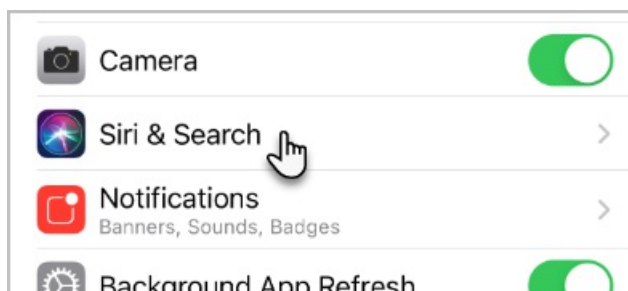 Camera
Siri & Search
Notifications
Banners, Sounds, Badges
Background App Refresh